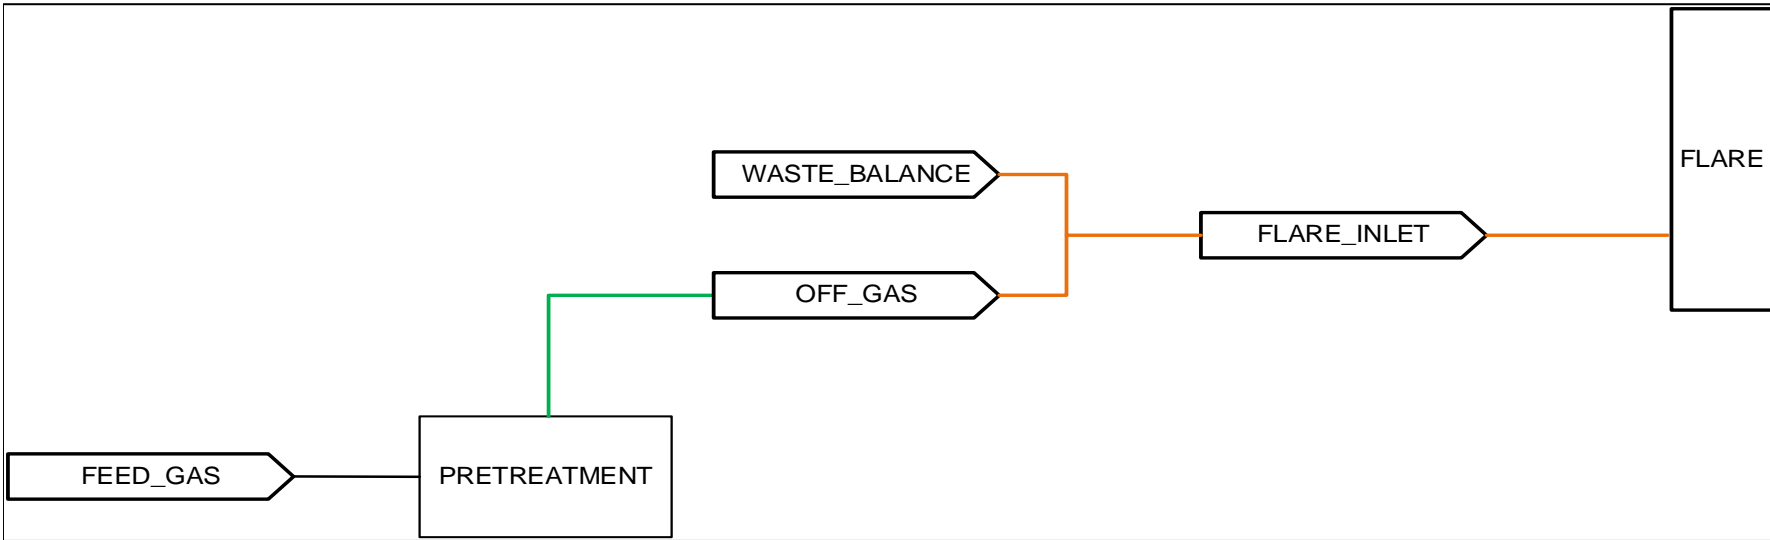 FLARE
WASTE_BALANCE
FLARE_INLET
OFF_GAS
FEED_GAS
PRETREATMENT